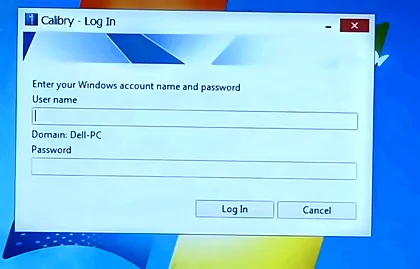 Calibry - Log In
Enter your Windows account name and password
User name
Domain: Dell-PC
Password
Log In
Cancel